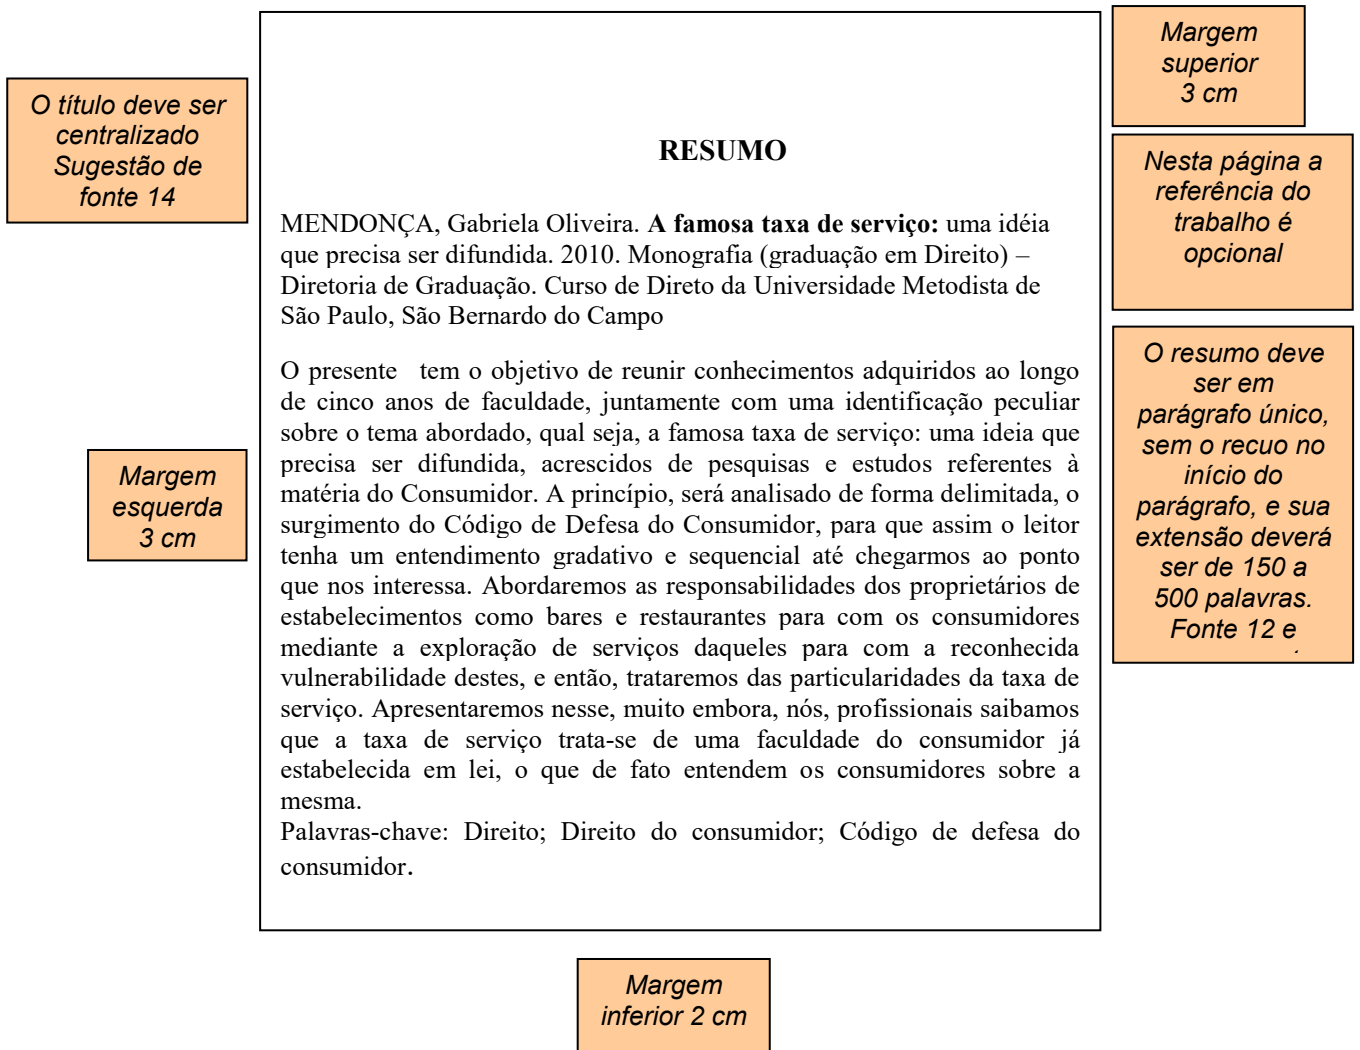 Margem
superior
3 cm
O título deve ser
centralizado
Sugestão de
fonte 14
RESUMO
Nesta página a
referência do
trabalho é
opcional
MENDONÇA, Gabriela Oliveira. A famosa taxa de serviço: uma idéia
que precisa ser difundida. 2010. Monografia (graduação em Direito) –
Diretoria de Graduação. Curso de Direto da Universidade Metodista de
São Paulo, São Bernardo do Campo
O presente tem o objetivo de reunir conhecimentos adquiridos ao longo
de cinco anos de faculdade, juntamente com uma identificação peculiar
sobre o tema abordado, qual seja, a famosa taxa de serviço: uma ideia que
precisa ser difundida, acrescidos de pesquisas e estudos referentes à
matéria do Consumidor. A princípio, será analisado de forma delimitada, o
surgimento do Código de Defesa do Consumidor, para que assim o leitor
tenha um entendimento gradativo e sequencial até chegarmos ao ponto
que nos interessa. Abordaremos as responsabilidades dos proprietários de
estabelecimentos como bares e restaurantes para com os consumidores
mediante a exploração de serviços daqueles para com a reconhecida
vulnerabilidade destes, e então, trataremos das particularidades da taxa de
serviço. Apresentaremos nesse, muito embora, nós, profissionais saibamos
que a taxa de serviço trata-se de uma faculdade do consumidor já
estabelecida em lei, o que de fato entendem os consumidores sobre a
mesma.
Palavras-chave: Direito; Direito do consumidor; Código de defesa do
consumidor.
O resumo deve
ser em
parágrafo único,
sem o recuo no
início do
parágrafo, e sua
extensão deverá
ser de 150 a
500 palavras.
Fonte 12 e
Margem
esquerda
3 cm
Margem
inferior 2 cm